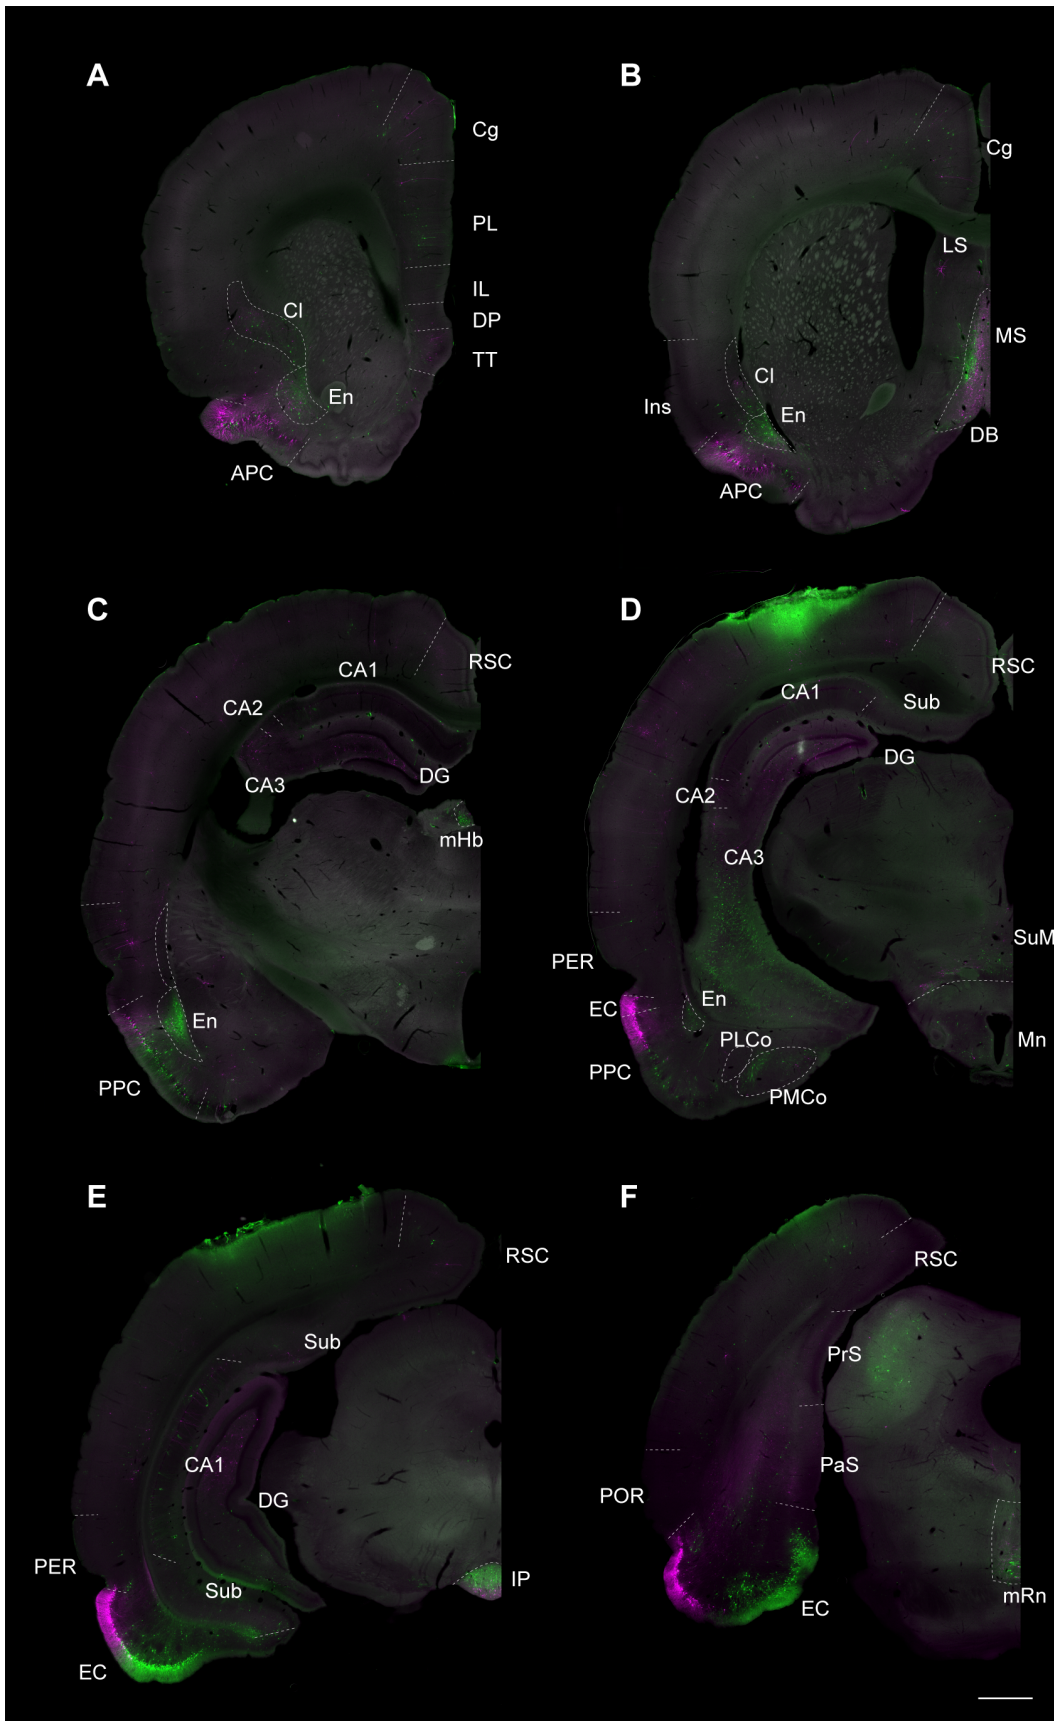 A
Cg
PL
IL
DP
TT
Cl
En
APC
B
Cg
LS
MS
Cl
En
Ins
DB
APC
C
CA1
RSC
CA2
CA3
DG
mHb
En
PPC
D
CA1
RSC
Sub
DG
CA2
CA3
SuM
PER
En
EC
PLCo
Mn
PPC
PMCo
E
RSC
Sub
CA1
DG
PER
Sub
IP
EC
F
RSC
PrS
PaS
POR
mRn
EC